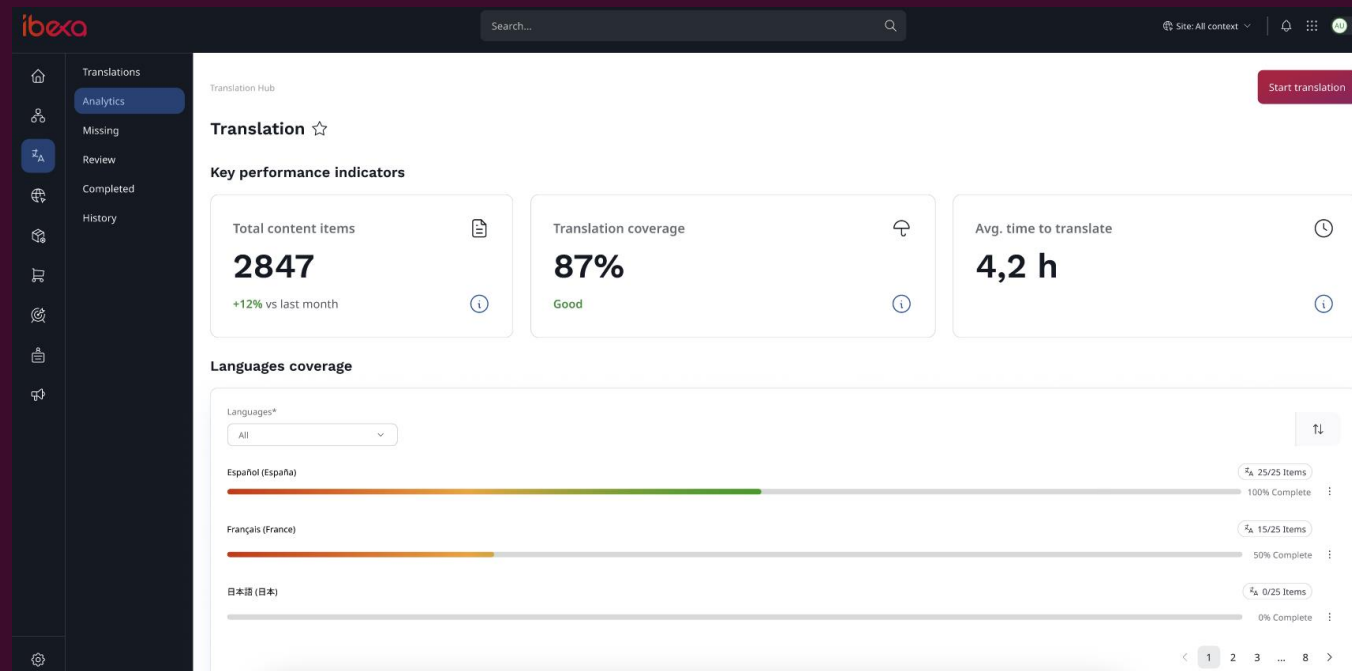 ibexa
Search...
Site: All context
AU
Translations
Analytics
Missing
Review
Completed
History
Translation Hub
Start translation
Translation
Key performance indicators
Total content items
2847
+12% vs last month
Translation coverage
87%
Good
Avg. time to translate
4,2 h
Languages coverage
Languages*
All
Español (España)
25/25 Items
100% Complete
Français (France)
15/25 Items
50% Complete
日本語 (日本)
0/25 Items
0% Complete
1 2 3 ... 8